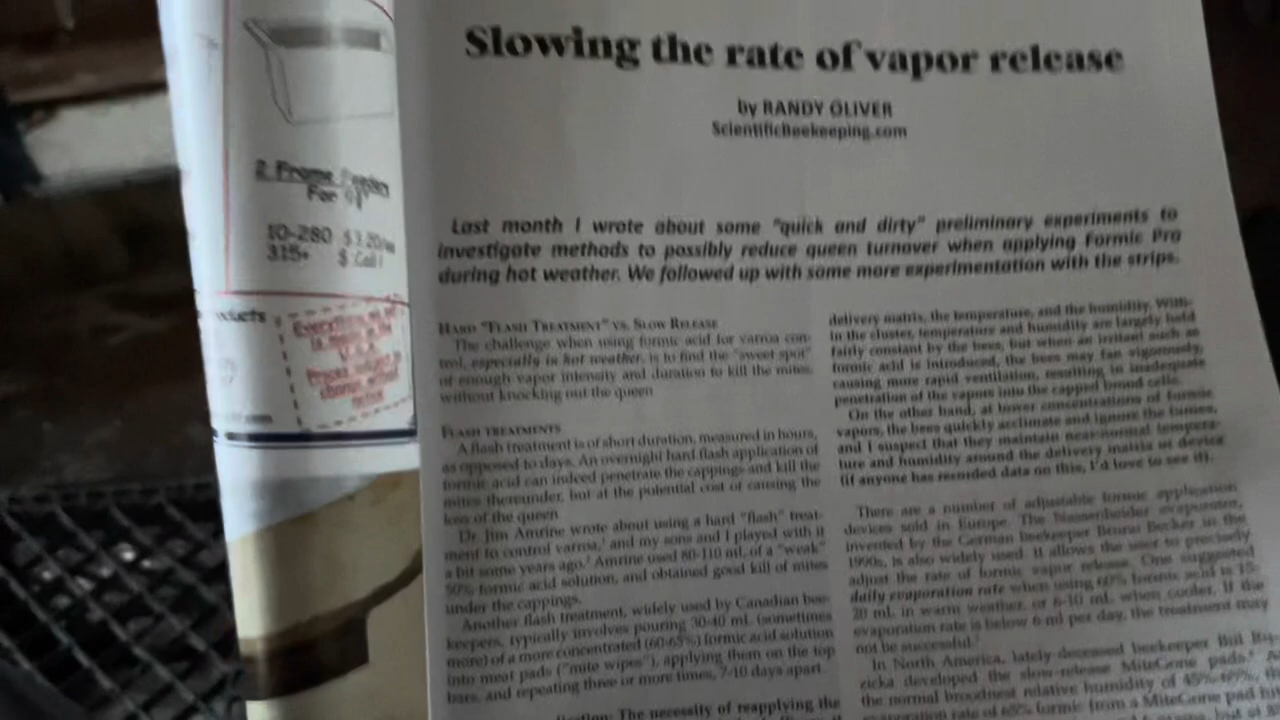 Slowing the rate of vapor release
by RANDY OLIVER
ScientificBeekeeping.com
Last month I wrote about some "quick and dirty" preliminary experiments to
investigate methods to possibly reduce queen turnover when applying Formic Pro
during hot weather. We followed up with some more experimentation with the strips.
HARD "FLASH TREATMENT" VS. SLOW RELEASE
The challenge when using formic acid for varroa con-
trol, especially in hot weather, is to find the "sweet spot"
of enough vapor intensity and duration to kill the mites,
without knocking out the queen
FLASH TREATMENTS
A flash treatment is of short duration, measured in hours,
as opposed to days. An overnight hard flash application of
formic acid can indeed penetrate the cappings and kill the
mites thereunder, but at the potential cost of causing the
loss of the queen
Dr. Jim Amrine wrote about using a hard "flash" treat-
ment to control varroa,¹ and my sons and I played with it
a bit some years ago.² Amrine used 80-110 mL of a "weak"
50% formic acid solution, and obtained good kill of mites
under the cappings.
Another flash treatment, widely used by Canadian bee-
keepers, typically involves pouring 30-40 mL (sometimes
more) of a more concentrated (60-65%) formic acid solution
into meat pads ("mite wipes"), applying them on the top
bars, and repeating three or more times, 7-10 days apart
The necessity of reapplying the
delivery matrix, the temperature, and the humidity. With-
in the cluster, temperature and humidity are largely held
fairly constant by the bees, but when an irritant such as
formic acid is introduced, the bees may fan vigorously,
causing more rapid ventilation, resulting in inadequate
penetration of the vapors into the capped brood cells.
On the other hand, at lower concentrations of formic
vapors, the bees quickly acclimate and ignore the fumes,
and I suspect that they maintain near-normal tempera-
ture and humidity around the delivery matrix or device
(if anyone has recorded data on this, I'd love to see it).
There are a number of adjustable formic application
devices sold in Europe. The Nassenheider evaporator,
invented by the German beekeeper Bruno Becker in the
1990s, is also widely used. It allows the user to precisely
adjust the rate of formic vapor release. One suggested
daily evaporation rate when using 60% formic acid is 15-
20 mL in warm weather, or 6-10 mL when cooler. If the
evaporation rate is below 6 ml per day, the treatment may
not be successful.
In North America, lately-deceased beekeeper Bill
zicka developed the slow-release MiteGone pads.
the normal broodnest relative humidity of
evaporation rate of 65% formic from a MiteGone pad
2 Frame
For
10-280 $3.20
315+ $ Call!